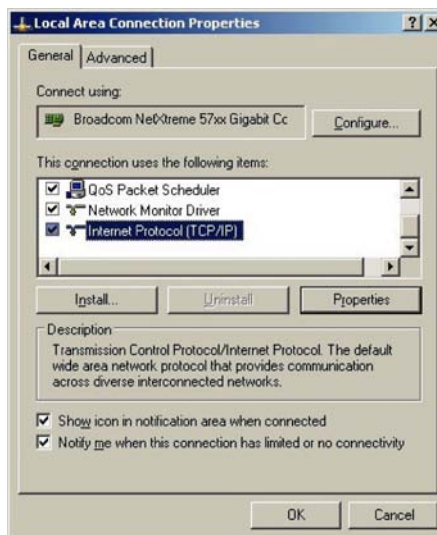 Local Area Connection Properties
General
Advanced
Connect using:
Broadcom NetXtreme 57xx Gigabit Cc
Configure...
This connection uses the following items:
QoS Packet Scheduler
Network Monitor Driver
Internet Protocol (TCP/IP)
Install...
Uninstall
Properties
Description
Transmission Control Protocol/Internet Protocol. The default
wide area network protocol that provides communication
across diverse interconnected networks.
Show icon in notification area when connected
Notify me when this connection has limited or no connectivity
OK
Cancel